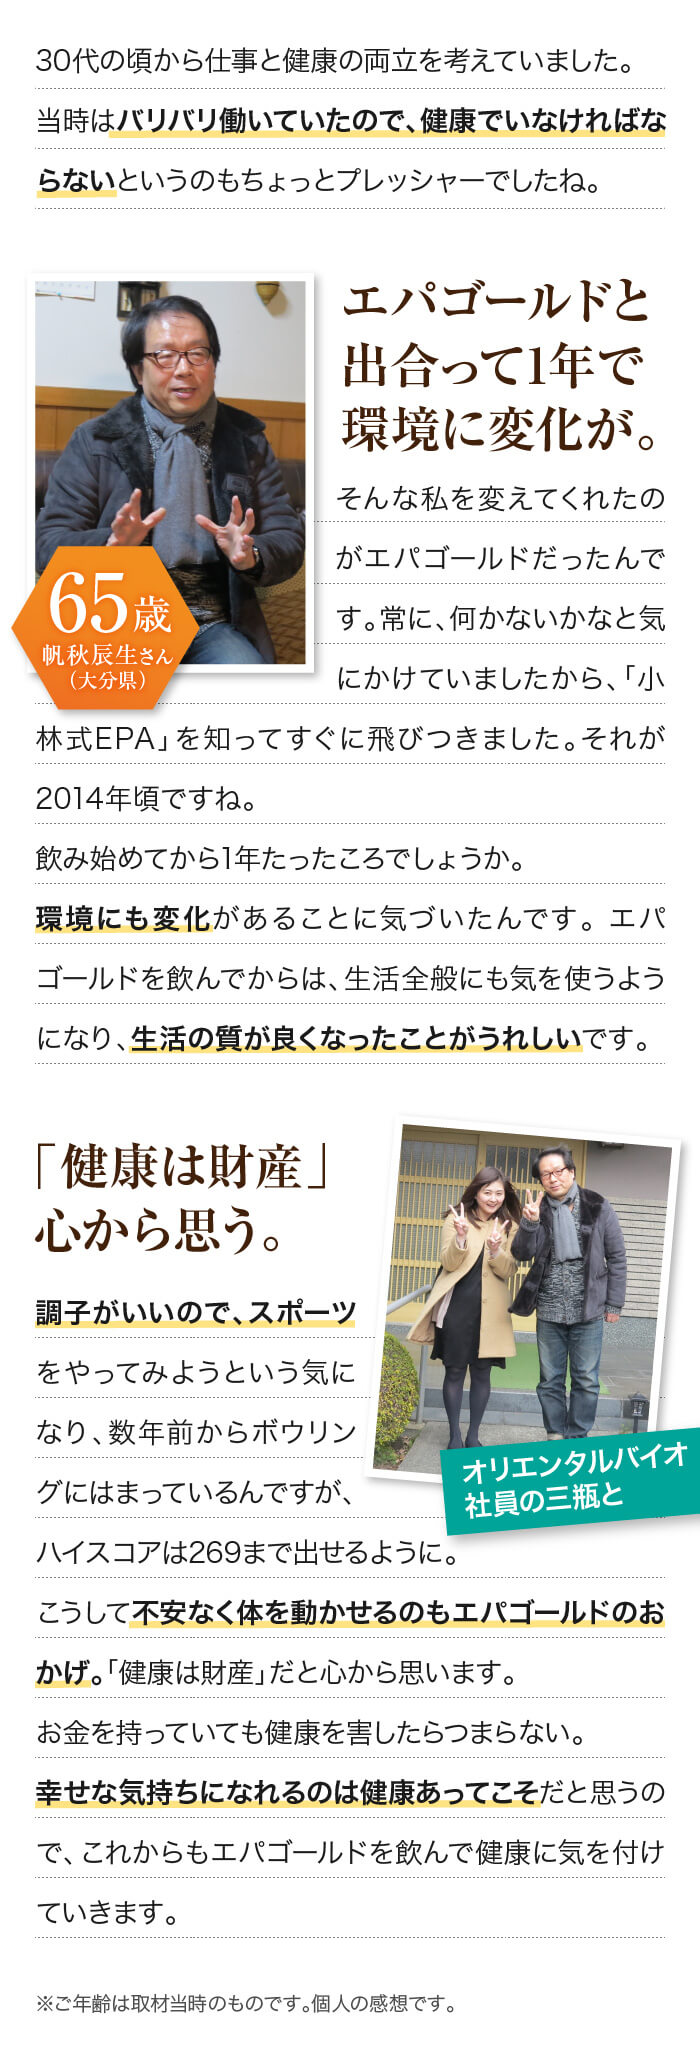 30代の頃から仕事と健康の両立を考えていました。
当時はバリバリ働いていたので、健康でいなければな
らないというのもちょっとプレッシャーでしたね。
エパゴールドと
出合って1年で
環境に変化が。
65歳
帆秋辰生さん
（大分県）
そんな私を変えてくれたの
がエパゴールドだったんで
す。常に、何かないかなと気
にかけていましたから、「小
林式EPA」を知ってすぐに飛びつきました。それが
2014年頃ですね。
飲み始めてから1年たったころでしょうか。
環境にも変化があることに気づいたんです。エパ
ゴールドを飲んでからは、生活全般にも気を使うよう
になり、生活の質が良くなったことがうれしいです。
「健康は財産」
心から思う。
オリエンタルバイオ
社員の三瓶と
調子がいいので、スポーツ
をやってみようという気に
なり、数年前からボウリン
グにはまっているんですが、
ハイスコアは269まで出せるように。
こうして不安なく体を動かせるのもエパゴールドのお
かげ。「健康は財産」だと心から思います。
お金を持っていても健康を害したらつまらない。
幸せな気持ちになれるのは健康あってこそだと思うの
で、これからもエパゴールドを飲んで健康に気を付け
ていきます。
※ご年齢は取材当時のものです。個人の感想です。